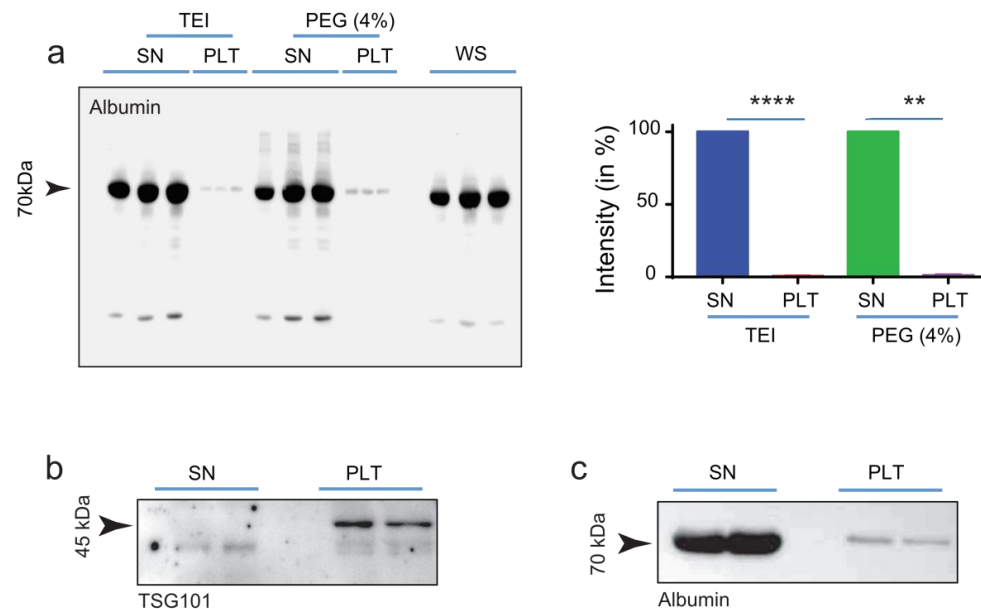 a
TEI PEG (4%)
SN PLT SN PLT WS
Albumin
70kDa
**** **
Intensity (in %)
100
50
0
SN PLT SN PLT
TEI PEG (4%)
b
SN PLT
45 kDa
TSG101
c
SN PLT
70 kDa
Albumin